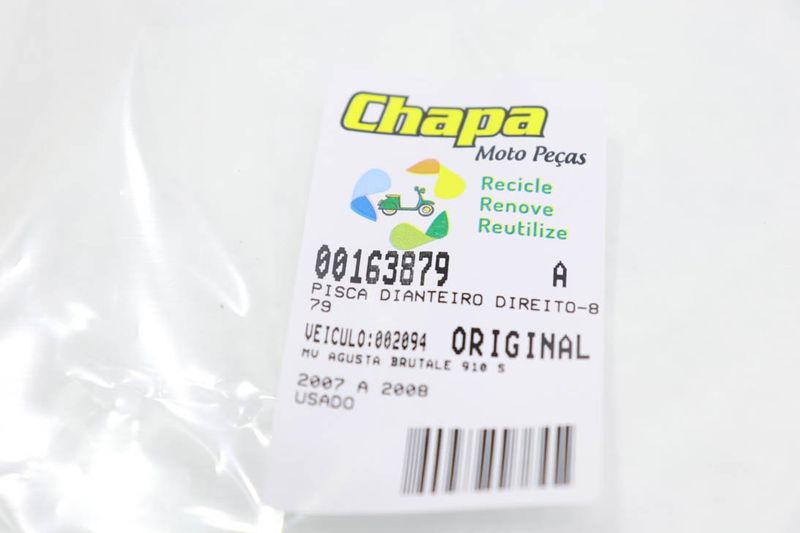 Chapa
Moto Peças
Recicle
Renove
Reutilize
00163879 A
PISCA DIANTEIRO DIREITO-8
79
VEICULO:002094 ORIGINAL
MV AGUSTA BRUTALE 910 S
2007 A 2008
USADO